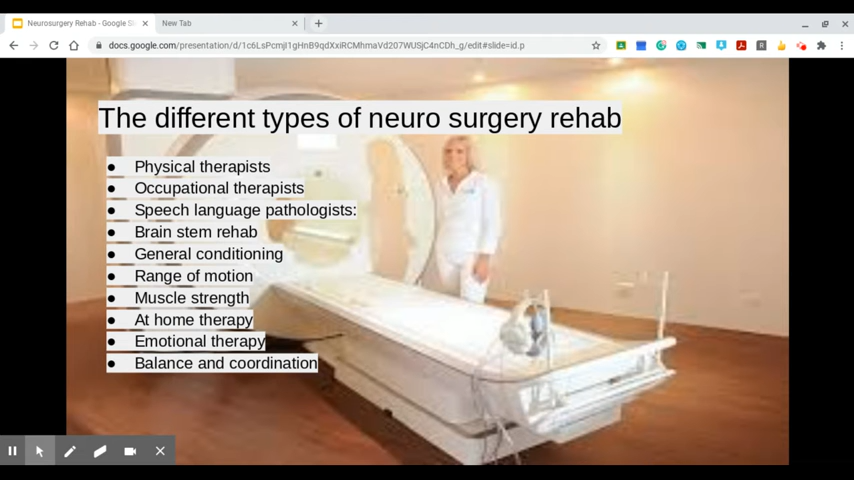 Neurosurgery Rehab - Google Sl
New Tab
docs.google.com/presentation/d/1c6LsPcmjI1gHnB9qdXxiRCMhmaVd207WUSjC4nCDh_g/edit#slide=id.p
The different types of neuro surgery rehab
● Physical therapists
● Occupational therapists
● Speech language pathologists:
● Brain stem rehab
● General conditioning
● Range of motion
● Muscle strength
● At home therapy
● Emotional therapy
● Balance and coordination